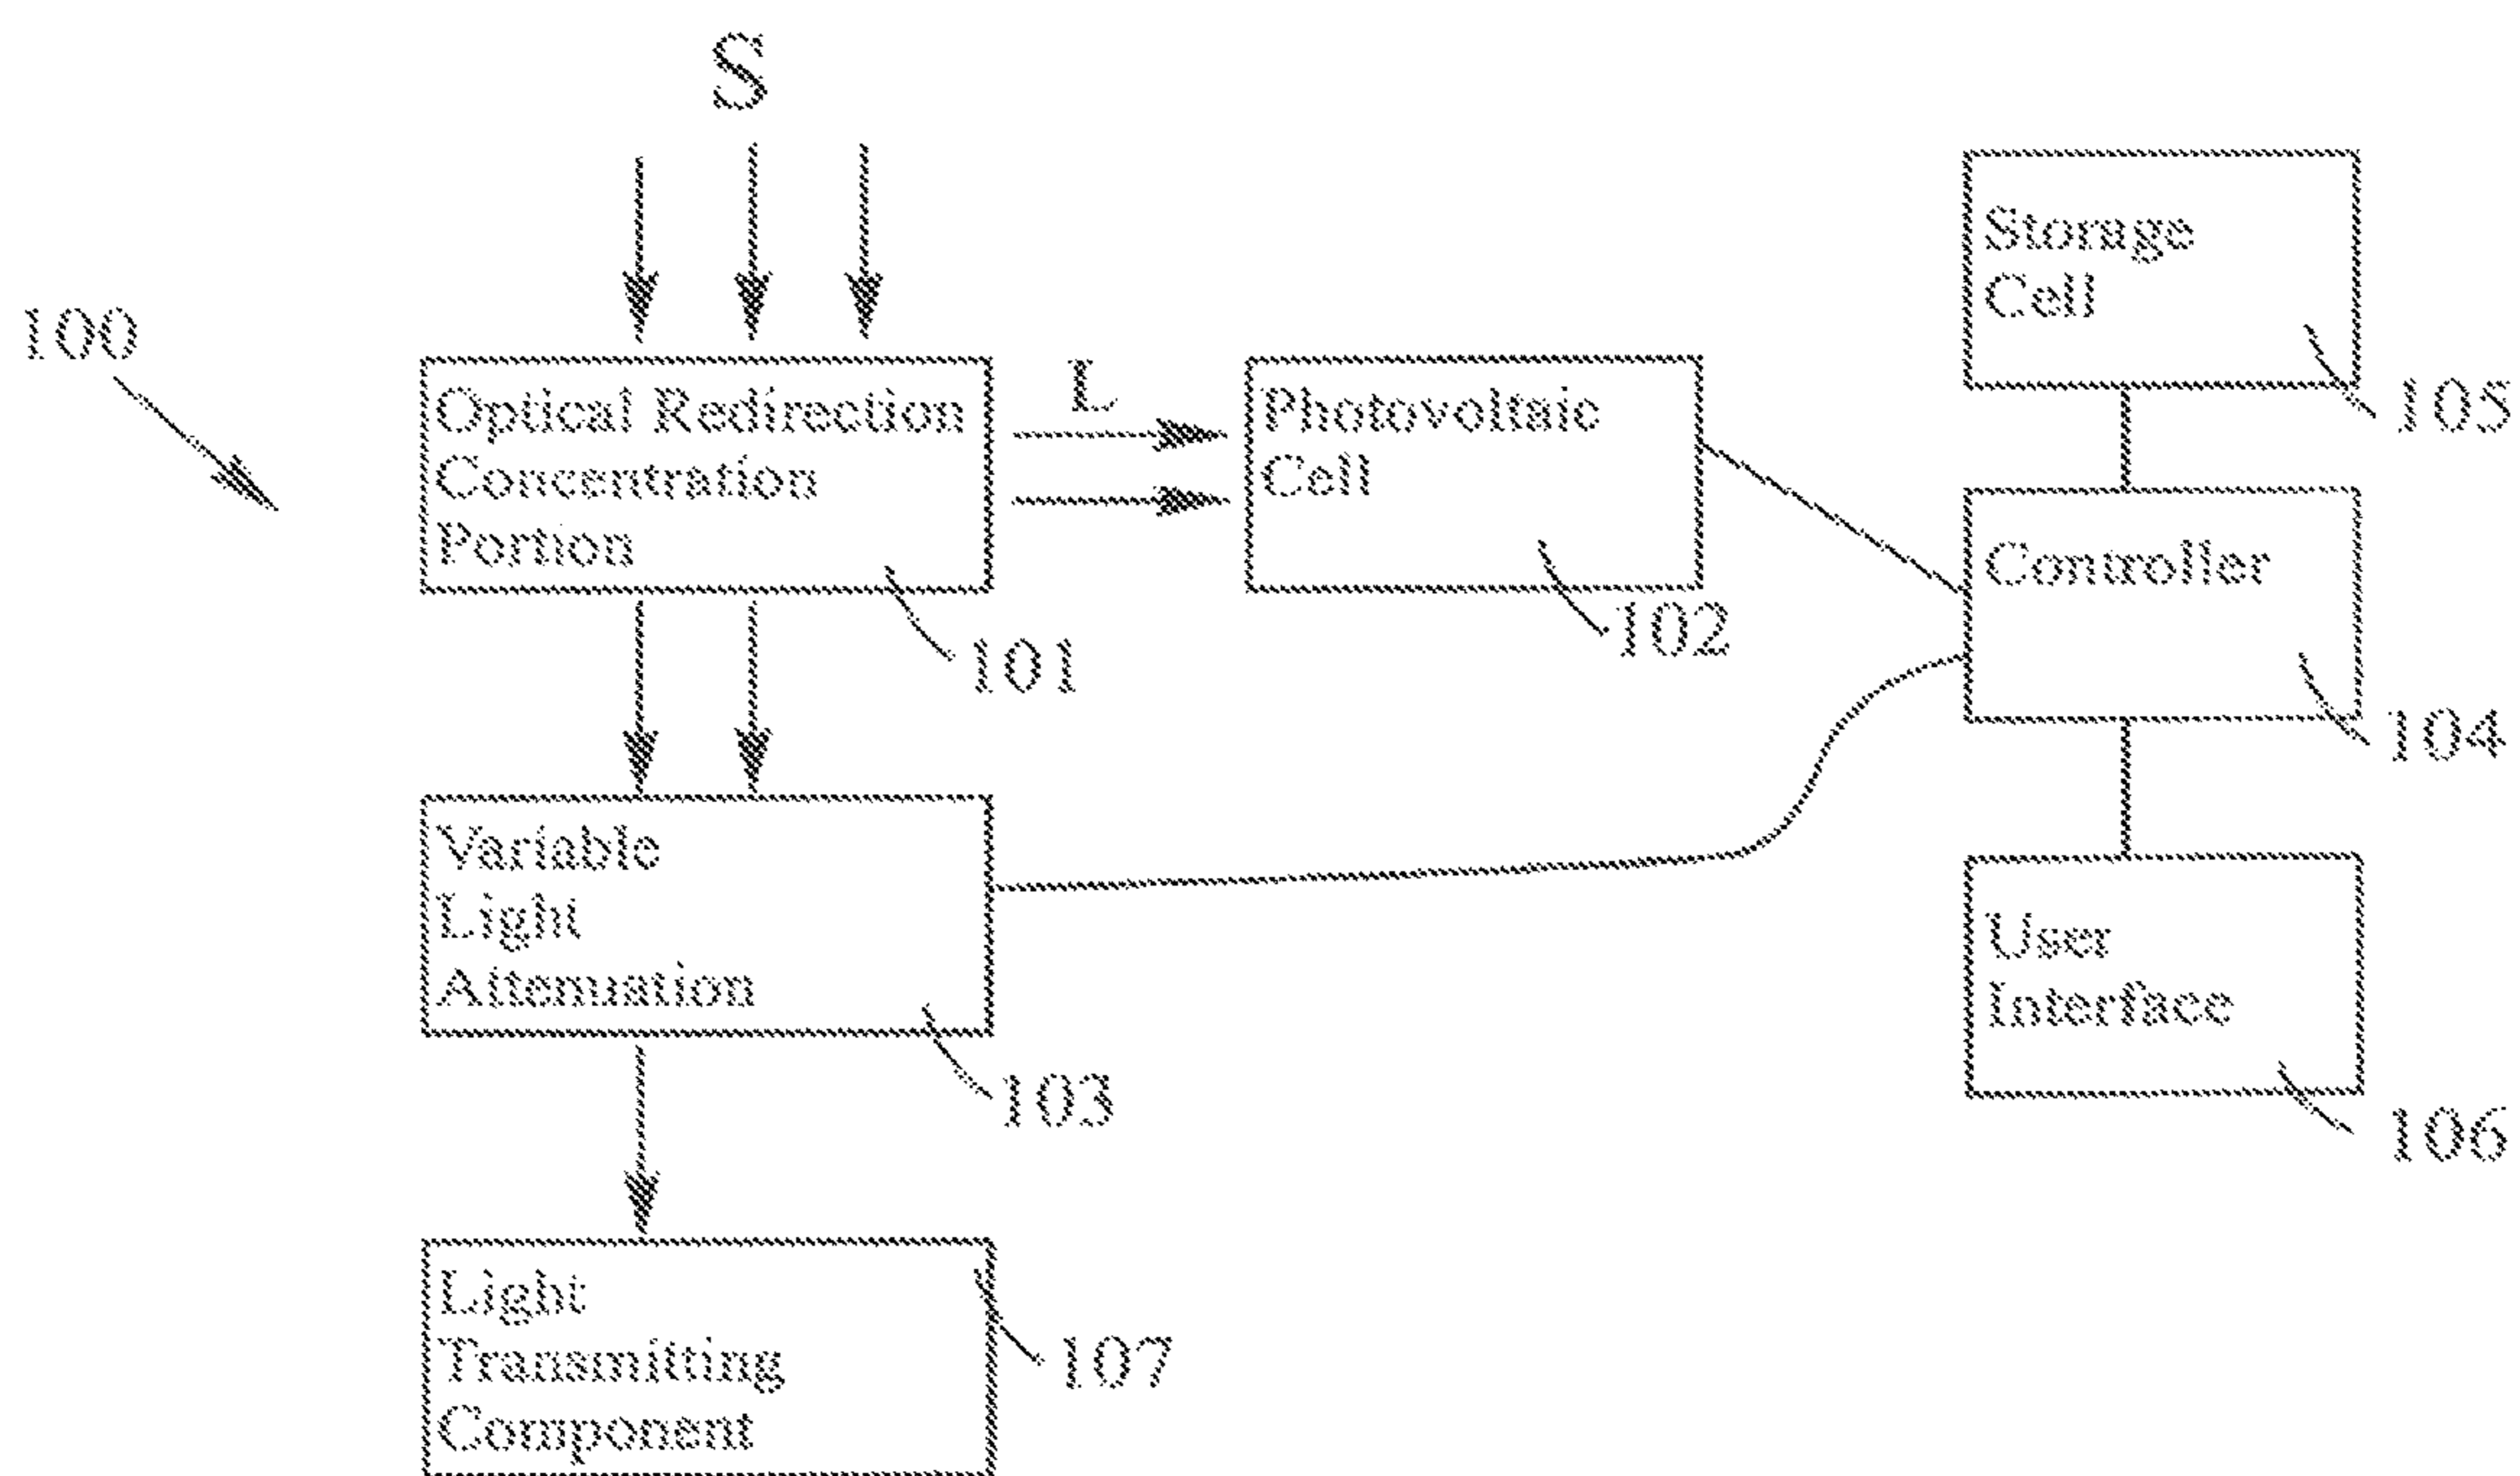 S
100
Optical Redirection
Concentration
Portion
101
L
Photovoltaic
Cell
102
Storage
Cell
105
Controller
104
User
Interface
106
Variable
Light
Attenuation
103
Light
Transmitting
Component
107